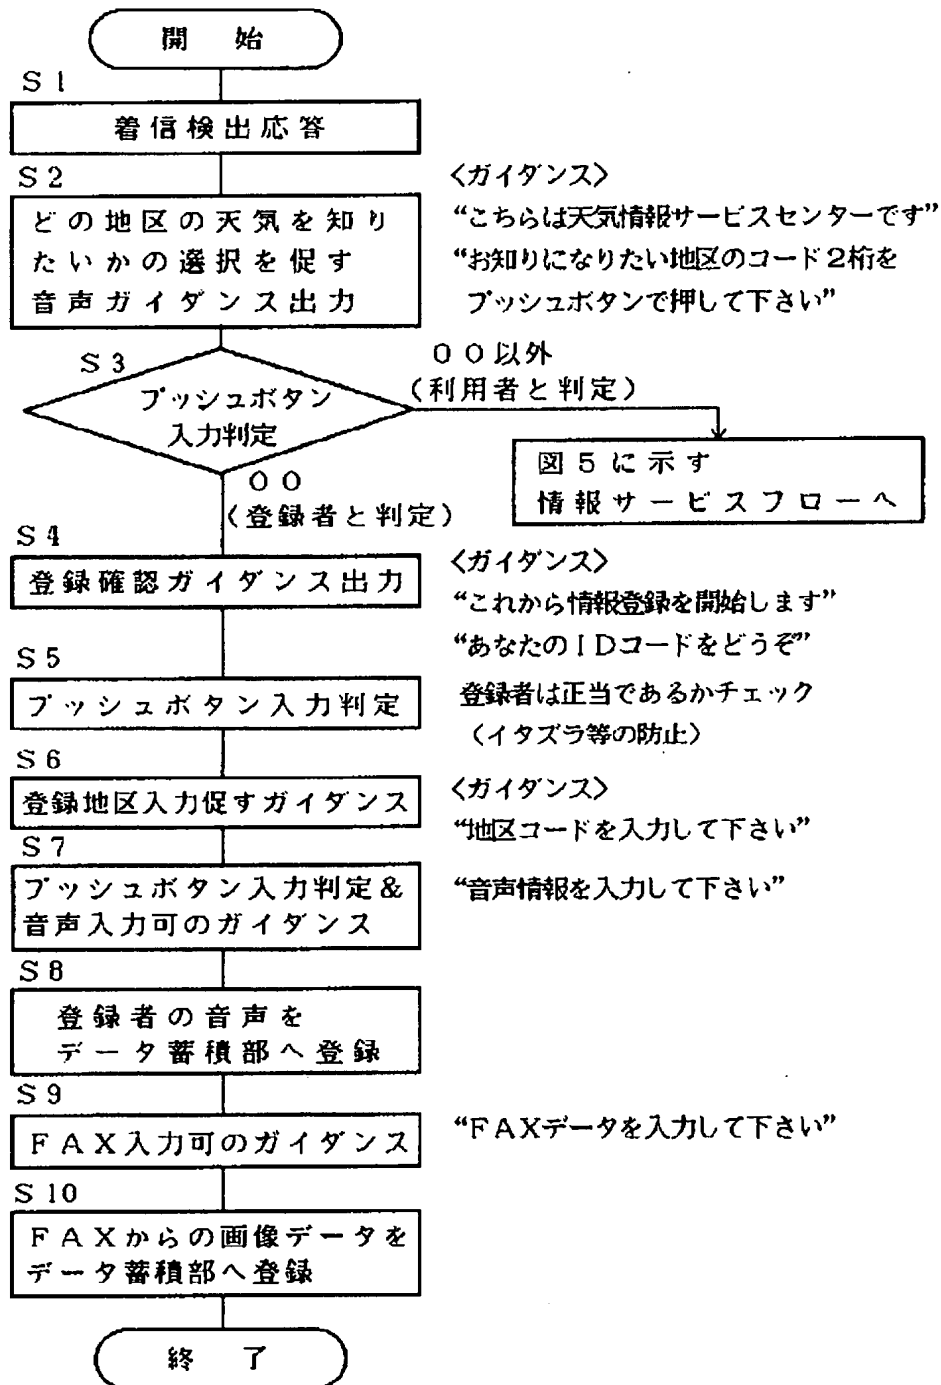 開 始
S1
着信検出応答
S2
どの地区の天気を知り
たいかの選択を促す
音声ガイダンス出力
〈ガイダンス〉
“こちらは天気情報サービスセンターです”
“お知りになりたい地区のコード2桁を
プッシュボタンで押して下さい”
S3
プッシュボタン
入力判定
00以外
(利用者と判定)
図5に示す
情報サービスフローへ
00
(登録者と判定)
S4
登録確認ガイダンス出力
〈ガイダンス〉
“これから情報登録を開始します”
“あなたのIDコードをどうぞ”
S5
プッシュボタン入力判定
登録者は正当であるかチェック
(イタズラ等の防止)
S6
登録地区入力促すガイダンス
〈ガイダンス〉
“地区コードを入力して下さい”
S7
プッシュボタン入力判定&
音声入力可のガイダンス
“音声情報を入力して下さい”
S8
登録者の音声を
データ蓄積部へ登録
S9
FAX入力可のガイダンス
“FAXデータを入力して下さい”
S10
FAXからの画像データを
データ蓄積部へ登録
終 了